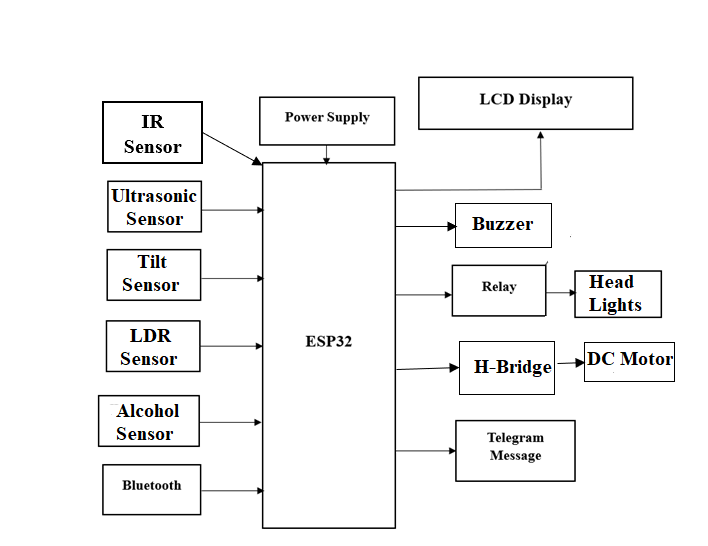 LCD Display
Power Supply
IR
Sensor
Ultrasonic
Sensor
Buzzer
Tilt
Sensor
Relay
Head
Lights
LDR
Sensor
ESP32
H-Bridge
DC Motor
Alcohol
Sensor
Telegram
Message
Bluetooth